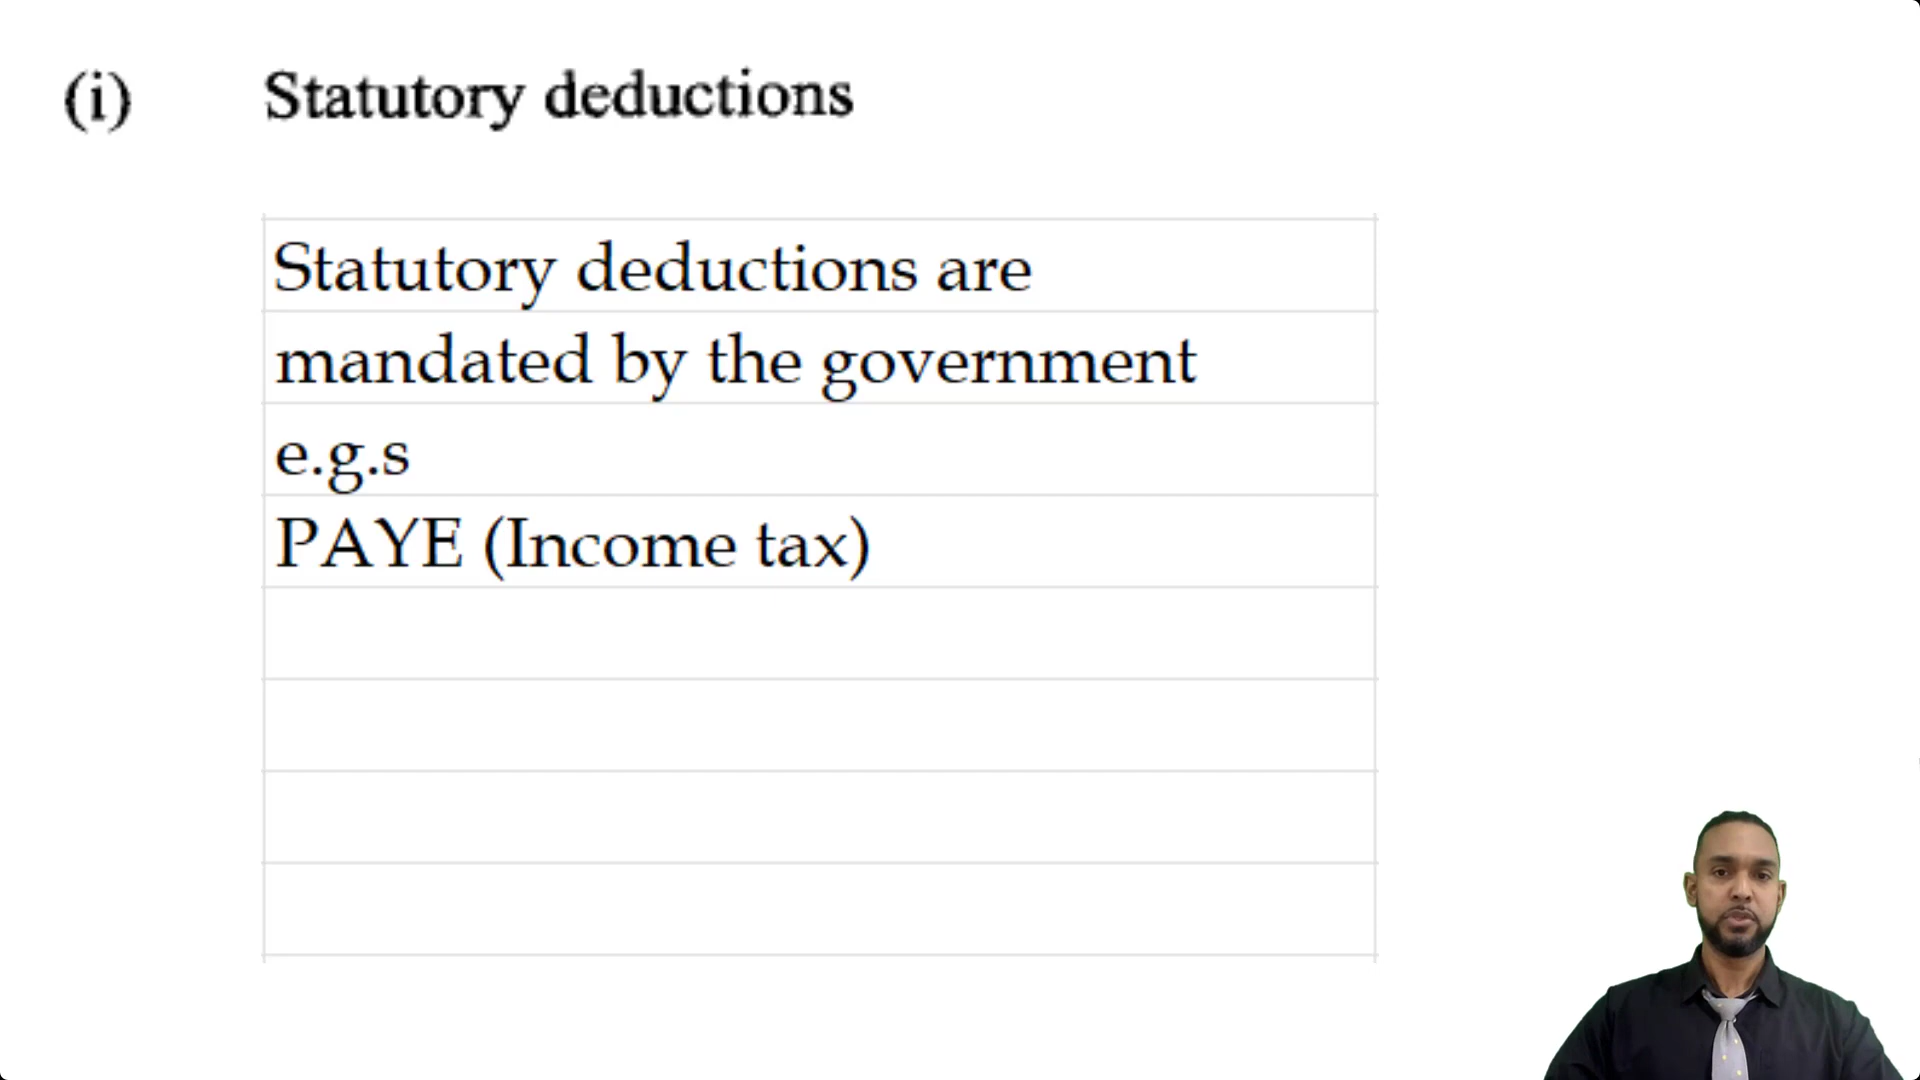 (i) Statutory deductions
Statutory deductions are
mandated by the government
e.g.s
PAYE (Income tax)